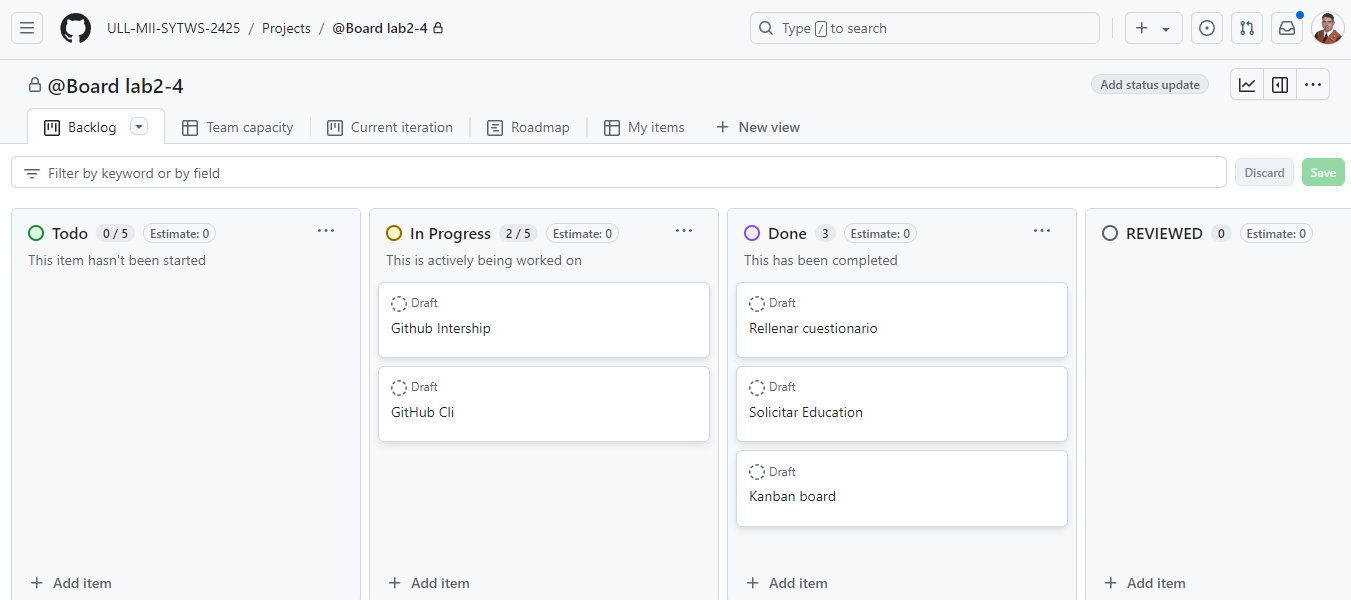 ULL-MII-SYTWS-2425 / Projects / @Board lab2-4
Type / to search
@Board lab2-4
Add status update
Backlog
Team capacity
Current iteration
Roadmap
My items
New view
Filter by keyword or by field
Discard
Save
Todo 0 / 5 Estimate: 0
This item hasn't been started
Add item
In Progress 2 / 5 Estimate: 0
This is actively being worked on
Draft
Github Intership
Draft
GitHub Cli
Add item
Done 3 Estimate: 0
This has been completed
Draft
Rellenar cuestionario
Draft
Solicitar Education
Draft
Kanban board
Add item
REVIEWED 0 Estimate: 0
Add item